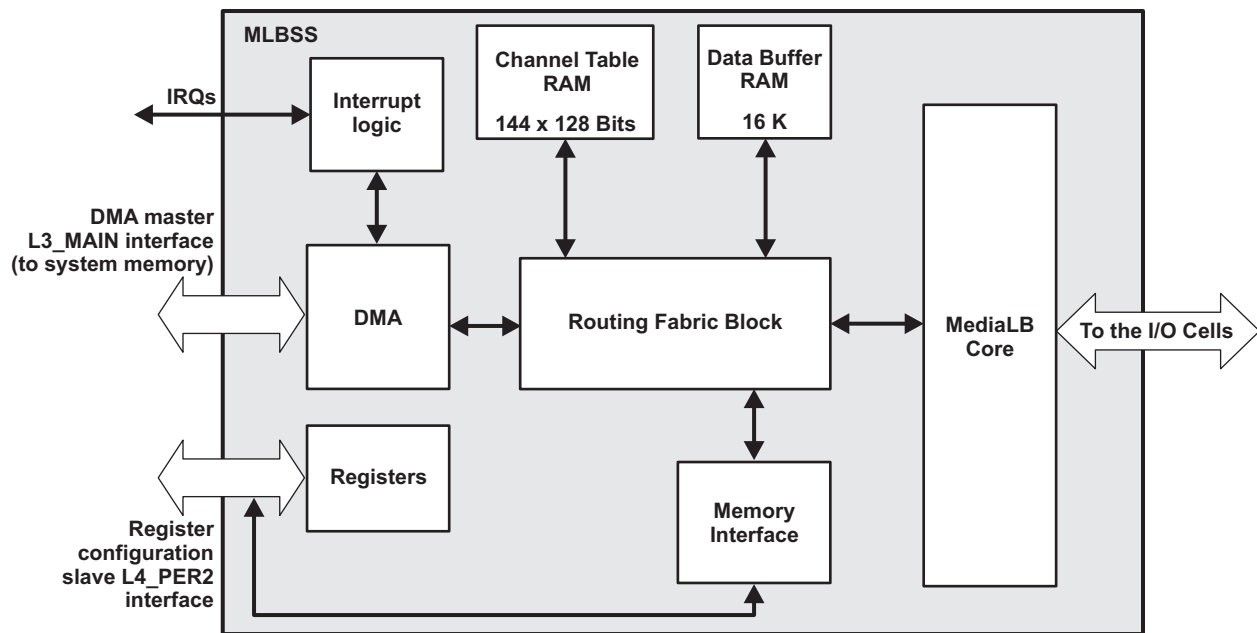 MLBSS
IRQs
Interrupt
logic
Channel Table
RAM
144 x 128 Bits
Data Buffer
RAM
16 K
DMA master
L3_MAIN interface
(to system memory)
DMA
Routing Fabric Block
MediaLB
Core
To the I/O Cells
Registers
Memory
Interface
Register
configuration
slave L4_PER2
interface